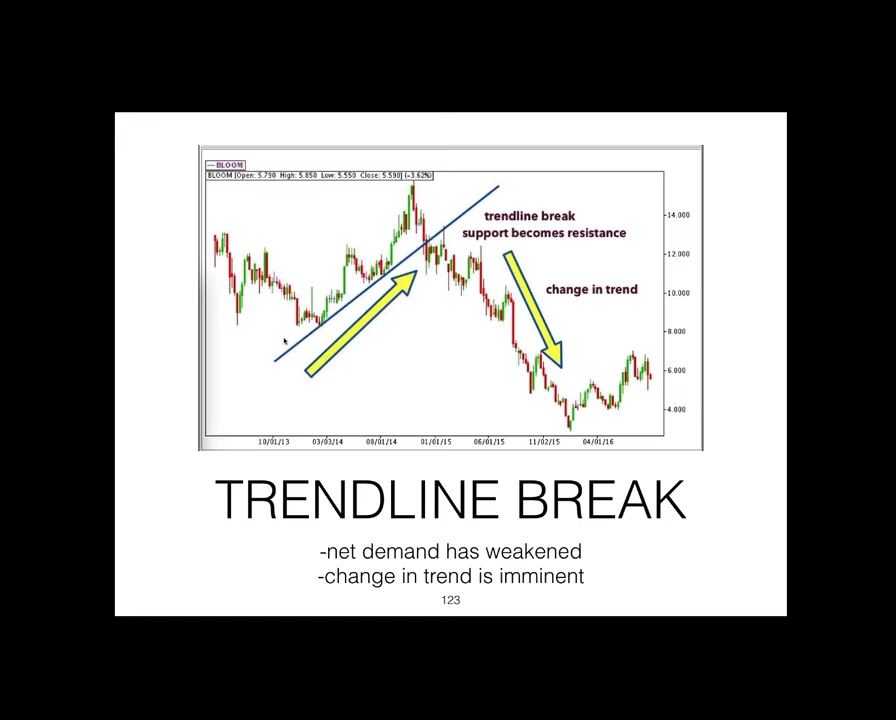 — BLOOM
BLOOM [Open: 5.790 High: 5.850 Low: 5.550 Close: 5.590] (-3.62%)
trendline break
support becomes resistance
change in trend
14.000
12.000
10.000
8.000
6.000
4.000
10/01/13 03/03/14 08/01/14 01/01/15 06/01/15 11/02/15 04/01/16
TRENDLINE BREAK
-net demand has weakened
-change in trend is imminent
123